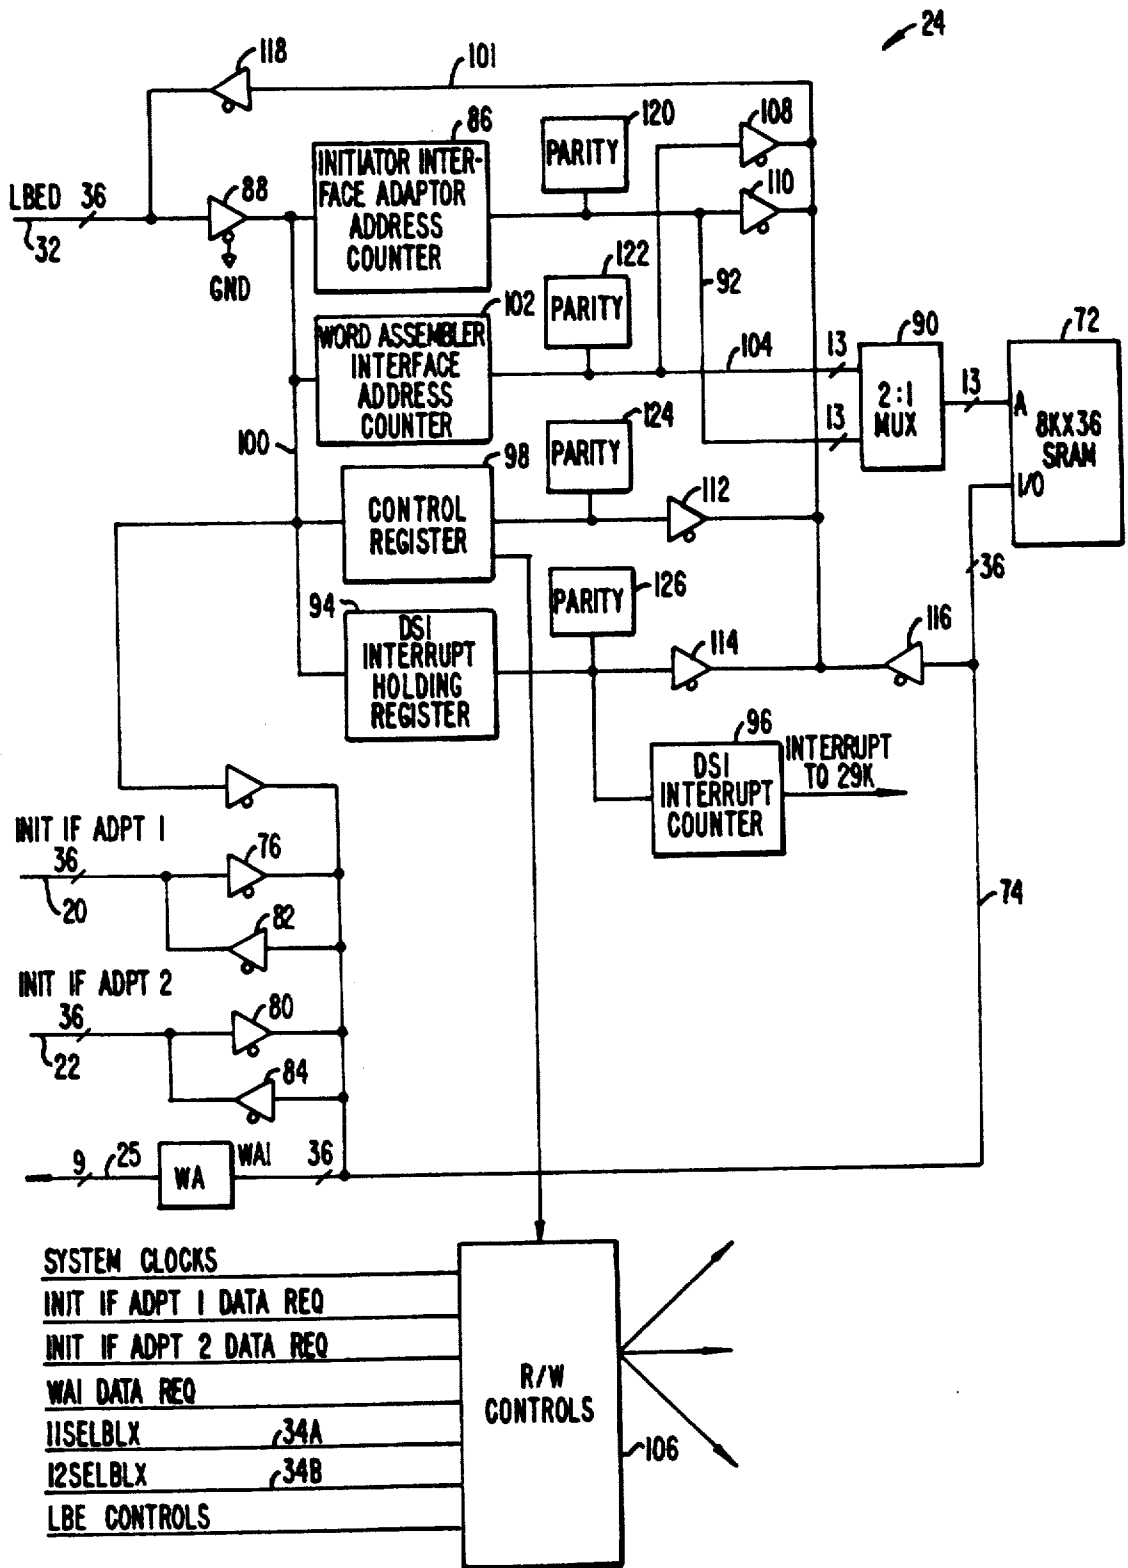 24
118
101
108
120
PARITY
86
INITIATOR INTER-
FACE ADAPTOR
ADDRESS
COUNTER
110
LBED 36
32
88
GND
122
PARITY
92
102
WORD ASSEMBLER
INTERFACE
ADDRESS
COUNTER
104
13
13
90
2:1
MUX
13
72
A
8KX36
SRAM
I/O
124
PARITY
100
98
CONTROL
REGISTER
112
36
126
PARITY
94
DSI
INTERRUPT
HOLDING
REGISTER
114
116
96
DSI
INTERRUPT
COUNTER
INTERRUPT
TO 29K
INIT IF ADPT 1
36
20
76
82
74
INIT IF ADPT 2
36
22
80
84
9
25
WA
WAI
36
SYSTEM CLOCKS
INIT IF ADPT 1 DATA REQ
INIT IF ADPT 2 DATA REQ
WAI DATA REQ
I1SELBLX 34A
I2SELBLX 34B
LBE CONTROLS
R/W
CONTROLS
106